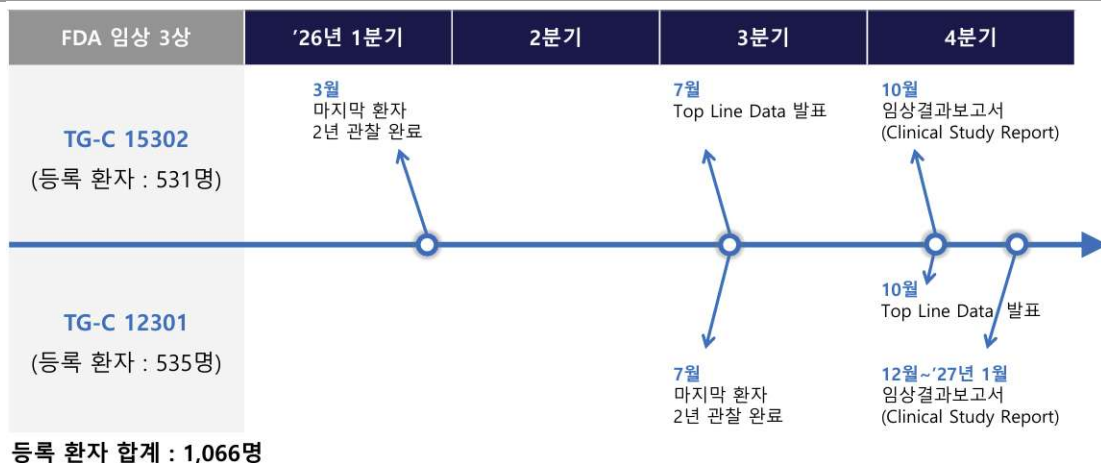 FDA 임상 3상
'26년 1분기
2분기
3분기
4분기
TG-C 15302
(등록 환자 : 531명)
3월
마지막 환자
2년 관찰 완료
7월
Top Line Data 발표
10월
임상결과보고서
(Clinical Study Report)
TG-C 12301
(등록 환자 : 535명)
7월
마지막 환자
2년 관찰 완료
10월
Top Line Data 발표
12월~'27년 1월
임상결과보고서
(Clinical Study Report)
등록 환자 합계 : 1,066명